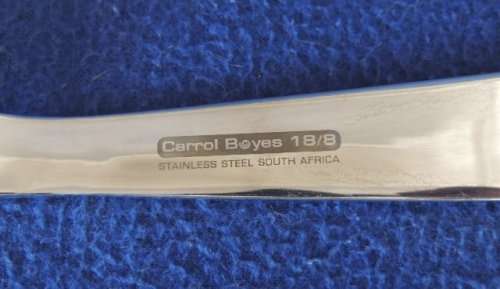 Carrol Boyes 18/8
STAINLESS STEEL SOUTH AFRICA